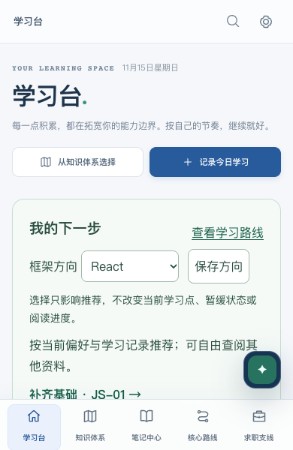 学习台
YOUR LEARNING SPACE 11月15日星期日
学习台.
每一点积累，都在拓宽你的能力边界。按自己的节奏，继续就好。
从知识体系选择
+ 记录今日学习
我的下一步
查看学习路线
框架方向 React 保存方向
选择只影响推荐，不改变当前学习点、暂缓状态或
阅读进度。
按当前偏好与学习记录推荐；可自由查阅其
他资料。
补齐基础 · JS-01 →
学习台 知识体系 笔记中心 核心路线 求职支线